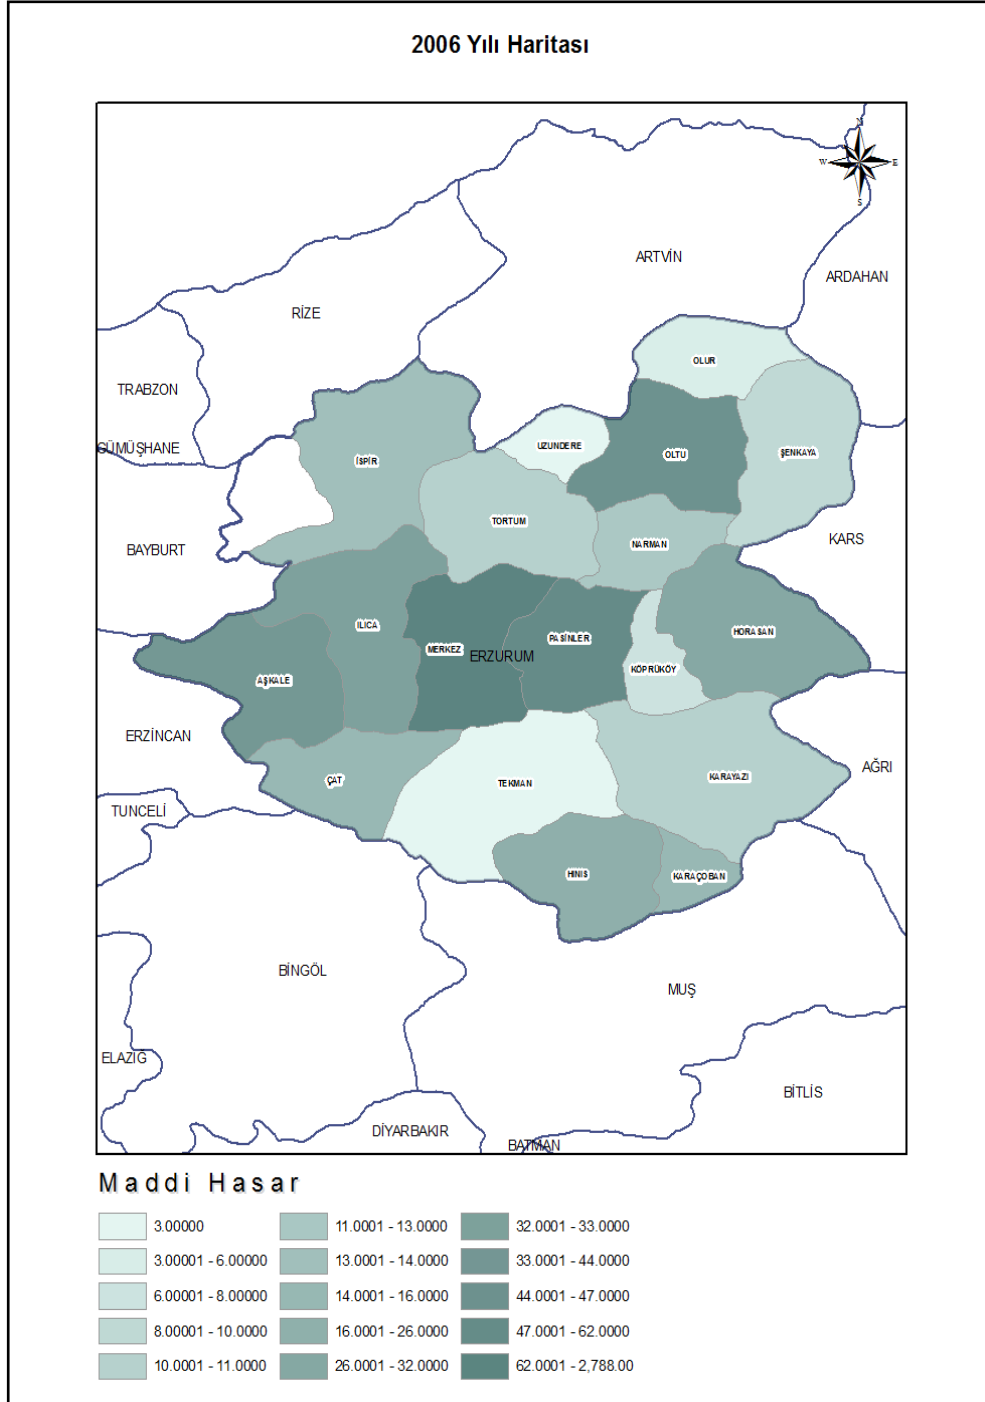 2006 Yılı Haritası
N
W E
S
ARTVİN
ARDAHAN
RİZE
OLUR
TRABZON
GÜMÜŞHANE
UZUNDERE
OLTU
ŞENKAYA
İSPİR
TORTUM
NARMAN
KARS
BAYBURT
ILICA
MERKEZ
PASİNLER
HORASAN
ERZURUM
KÖPRÜKÖY
AŞKALE
ERZİNCAN
AĞRI
ÇAT
TEKMAN
KARAYAZI
TUNCELİ
HINIS
KARAÇOBAN
BİNGÖL
MUŞ
ELAZIĞ
BİTLİS
DİYARBAKIR
BATMAN
Maddi Hasar
3.00000
3.00001 - 6.00000
6.00001 - 8.00000
8.00001 - 10.0000
10.0001 - 11.0000
11.0001 - 13.0000
13.0001 - 14.0000
14.0001 - 16.0000
16.0001 - 26.0000
26.0001 - 32.0000
32.0001 - 33.0000
33.0001 - 44.0000
44.0001 - 47.0000
47.0001 - 62.0000
62.0001 - 2,788.00